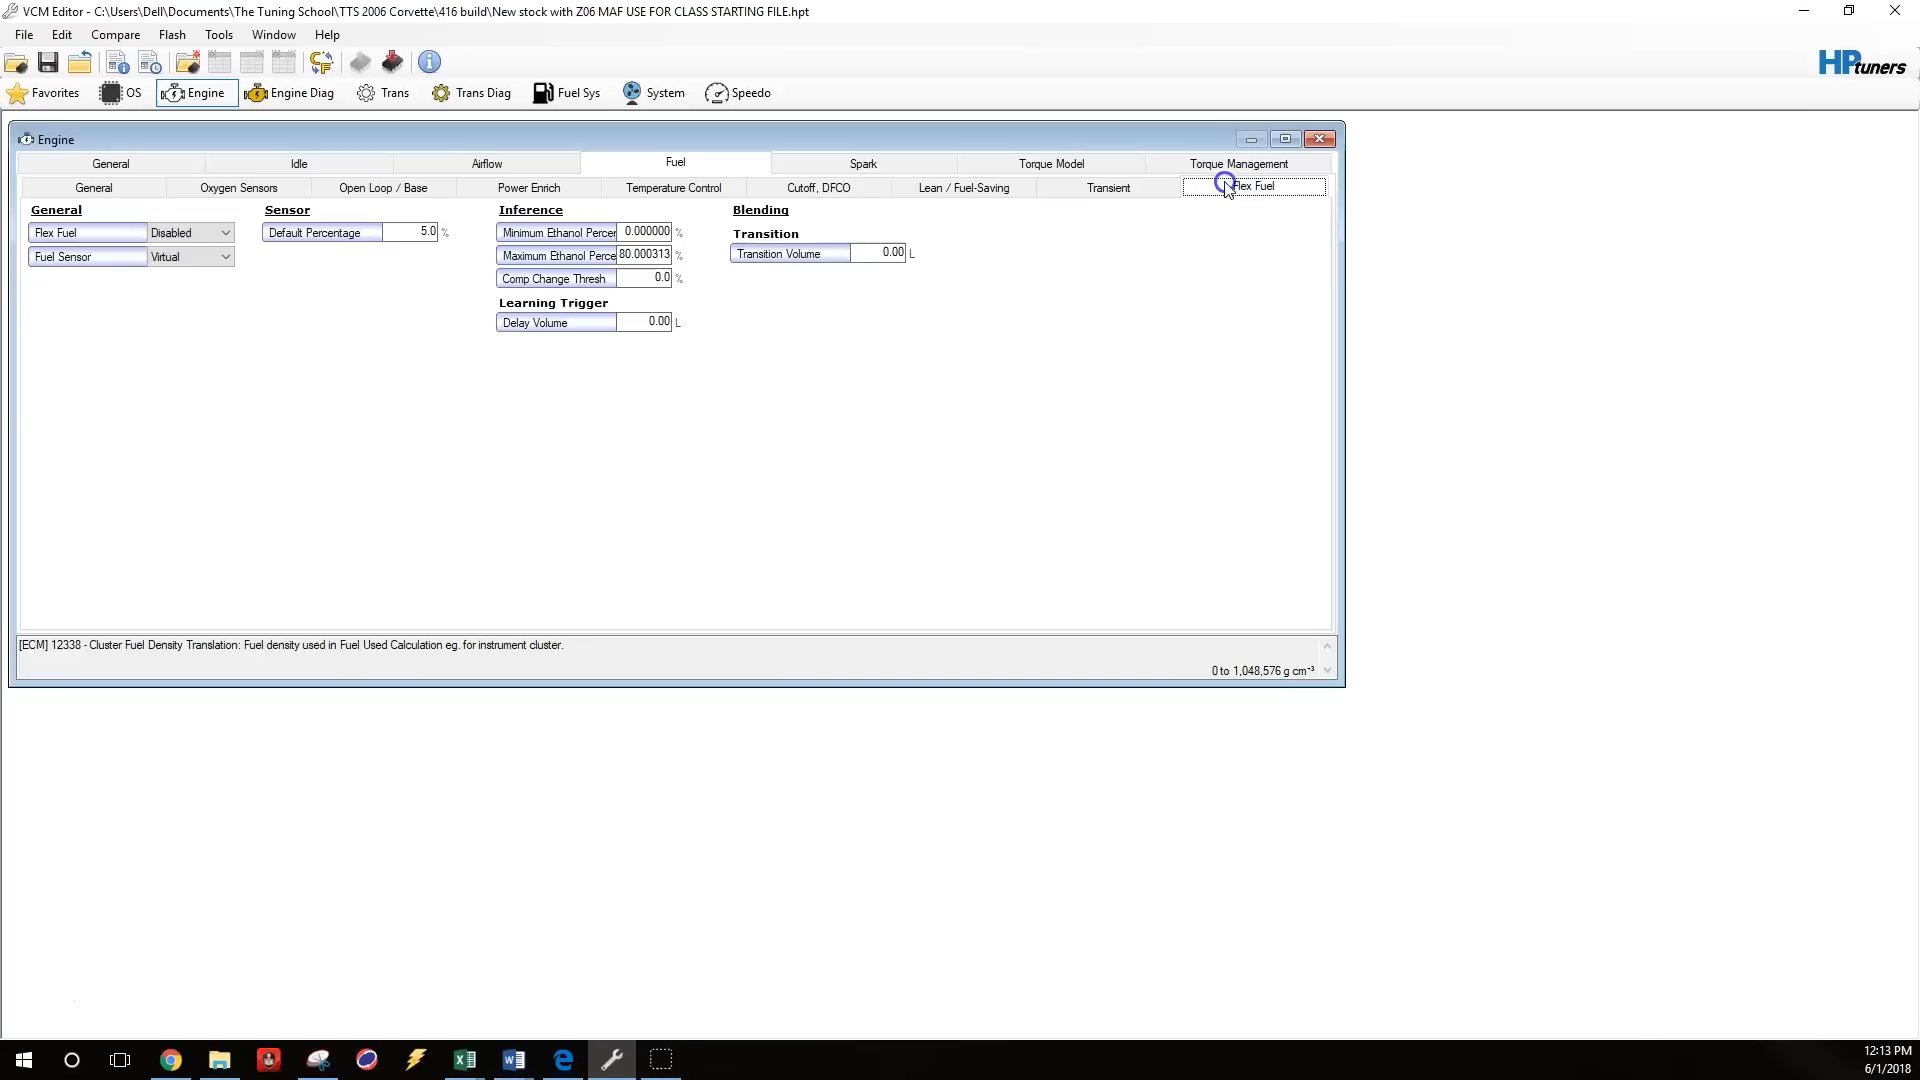 VCM Editor - C:\Users\Dell\Documents\The Tuning School\TTS 2006 Corvette\416 build\New stock with Z06 MAF USE FOR CLASS STARTING FILE.hpt
File Edit Compare Flash Tools Window Help
HPtuners
Favorites OS Engine Engine Diag Trans Trans Diag Fuel Sys System Speedo
Engine
General Idle Airflow Fuel Spark Torque Model Torque Management
General Oxygen Sensors Open Loop / Base Power Enrich Temperature Control Cutoff, DFCO Lean / Fuel-Saving Transient Flex Fuel
General Sensor Inference Blending
Flex Fuel Disabled Default Percentage 5.0 % Minimum Ethanol Percer 0.000000 % Transition
Fuel Sensor Virtual Maximum Ethanol Perce 80.000313 % Transition Volume 0.00 L
Comp Change Thresh 0.0 %
Learning Trigger
Delay Volume 0.00 L
[ECM] 12338 - Cluster Fuel Density Translation: Fuel density used in Fuel Used Calculation eg. for instrument cluster.
0 to 1,048,576 g cm⁻³
12:13 PM
6/1/2018